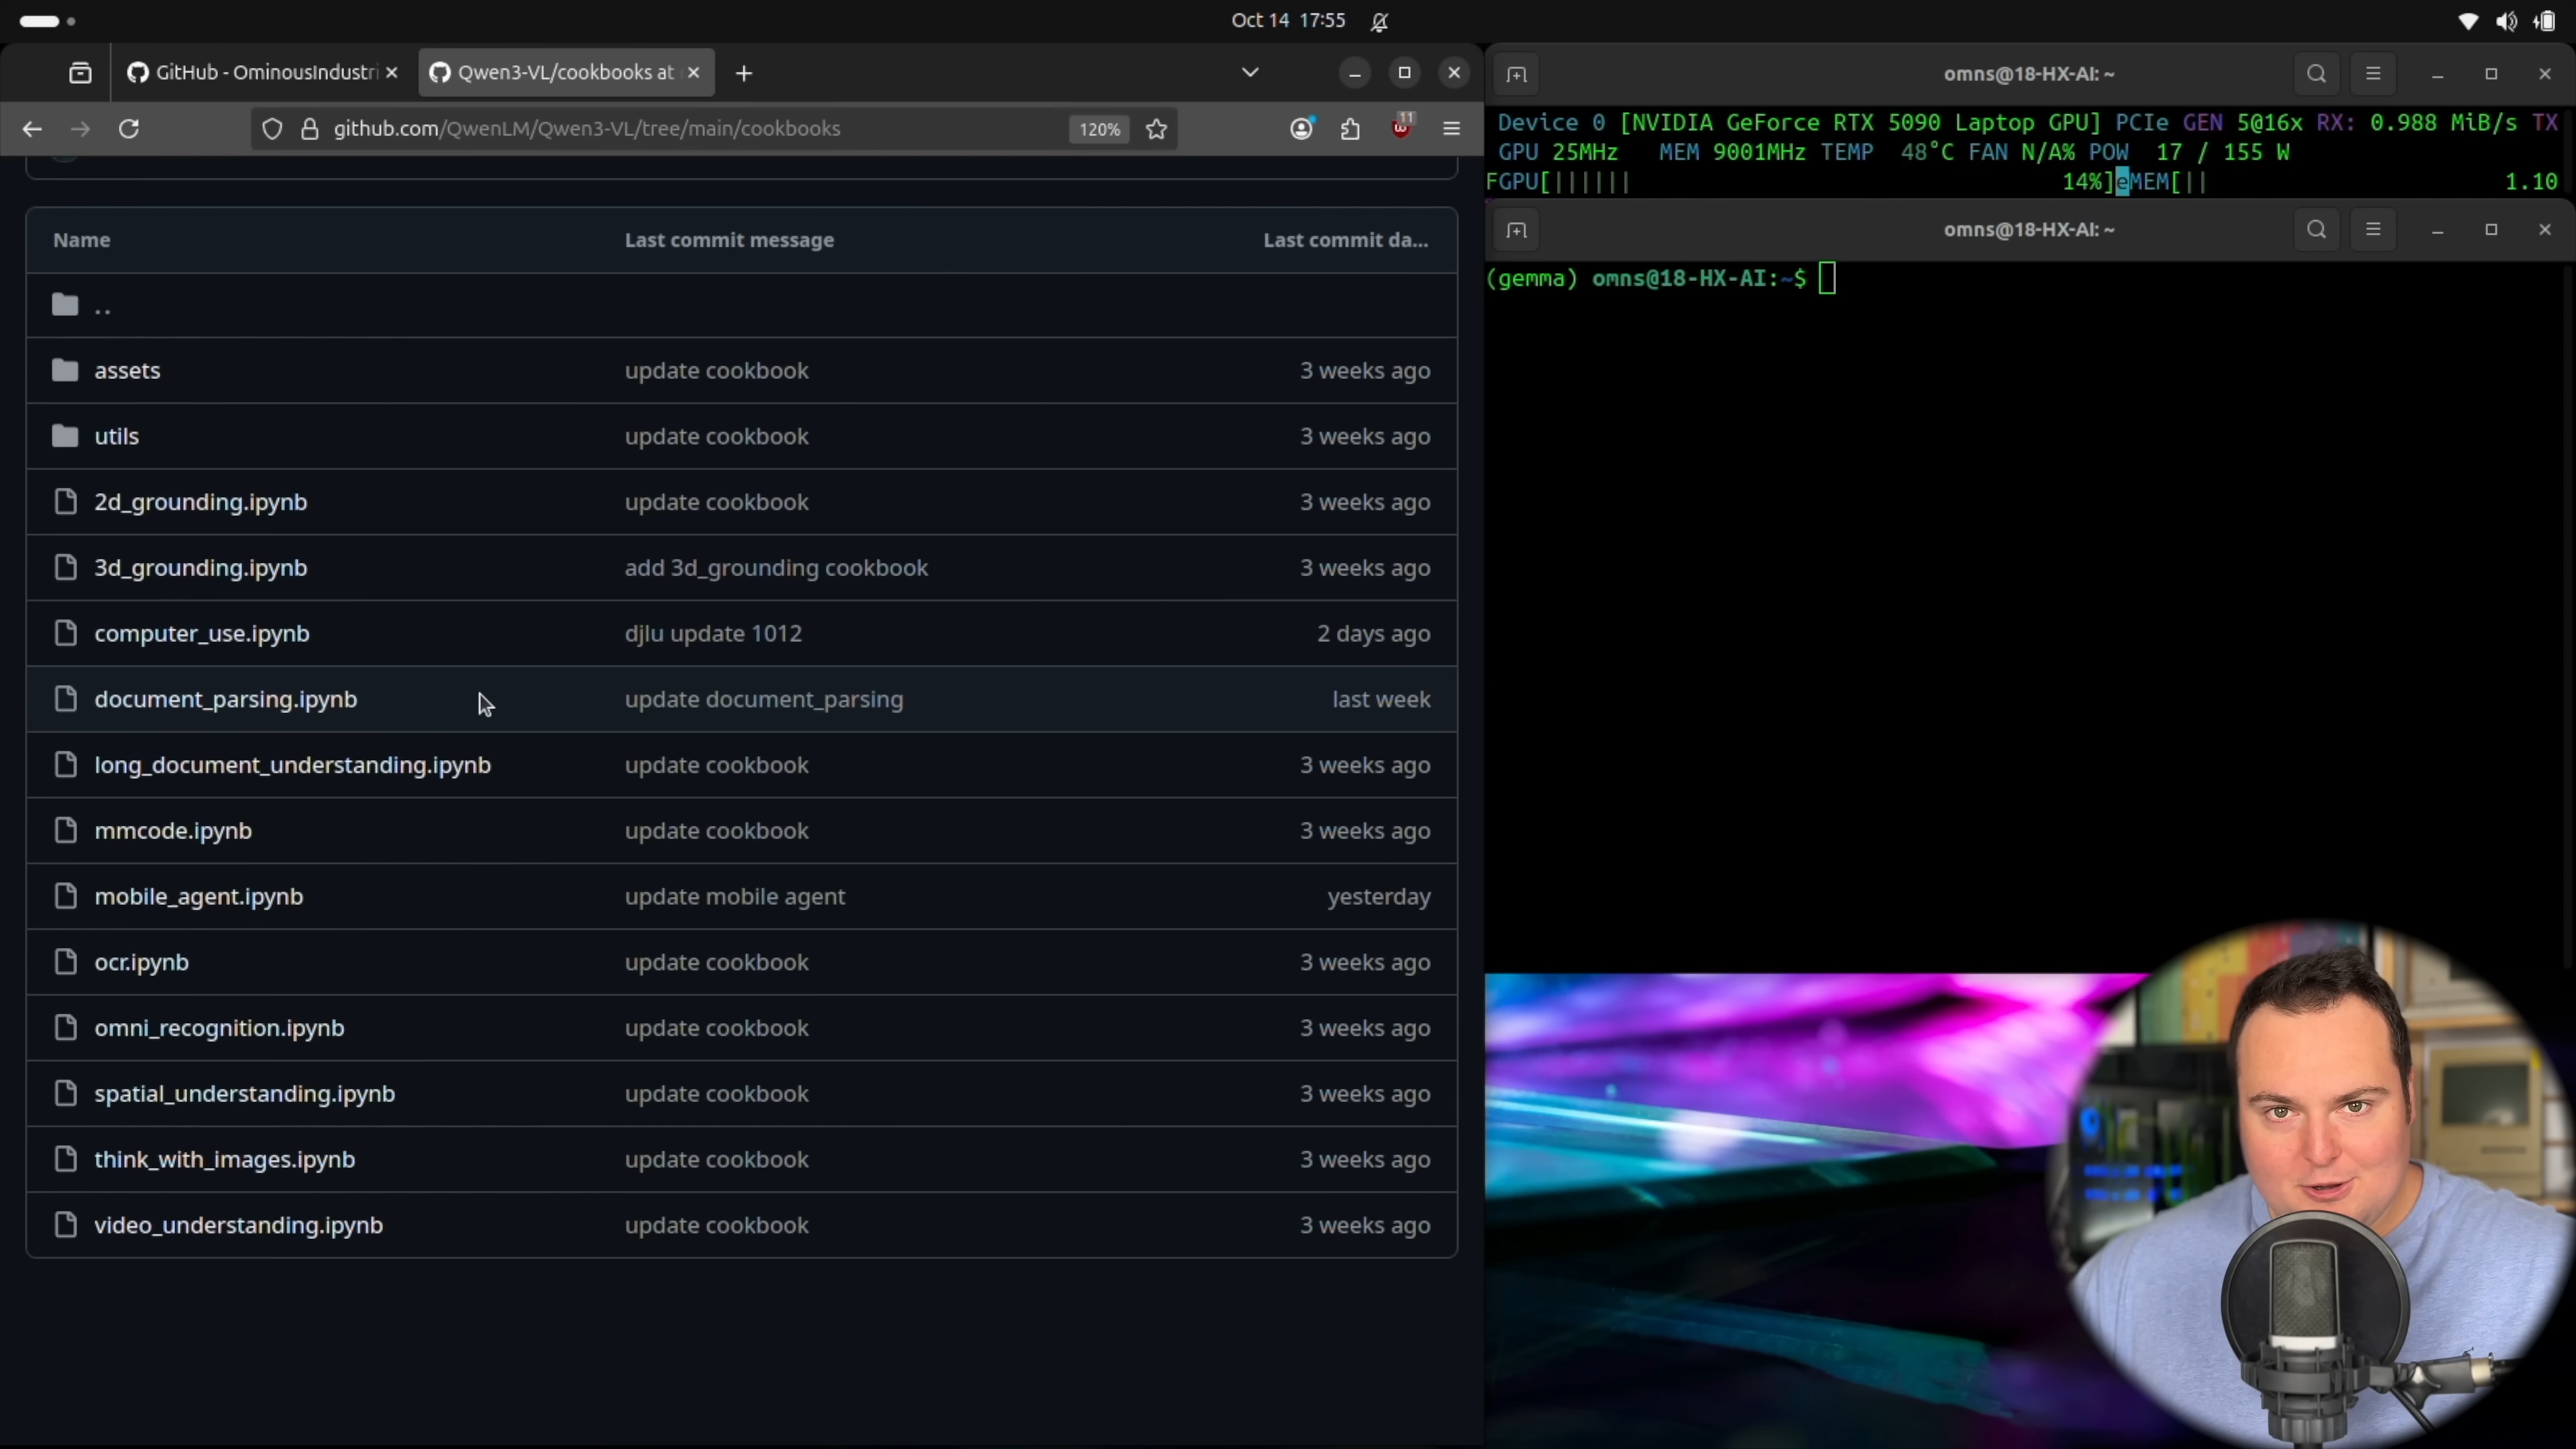 Oct 14 17:55
GitHub - OminousIndustri
Qwen3-VL/cookbooks at
github.com/QwenLM/Qwen3-VL/tree/main/cookbooks
120%
11
Name Last commit message Last commit da...
..
assets update cookbook 3 weeks ago
utils update cookbook 3 weeks ago
2d_grounding.ipynb update cookbook 3 weeks ago
3d_grounding.ipynb add 3d_grounding cookbook 3 weeks ago
computer_use.ipynb djlu update 1012 2 days ago
document_parsing.ipynb update document_parsing last week
long_document_understanding.ipynb update cookbook 3 weeks ago
mmcode.ipynb update cookbook 3 weeks ago
mobile_agent.ipynb update mobile agent yesterday
ocr.ipynb update cookbook 3 weeks ago
omni_recognition.ipynb update cookbook 3 weeks ago
spatial_understanding.ipynb update cookbook 3 weeks ago
think_with_images.ipynb update cookbook 3 weeks ago
video_understanding.ipynb update cookbook 3 weeks ago
omns@18-HX-AI: ~
Device 0 [NVIDIA GeForce RTX 5090 Laptop GPU] PCIe GEN 5@16x RX: 0.988 MiB/s TX
GPU 25MHz MEM 9001MHz TEMP 48°C FAN N/A% POW 17 / 155 W
FGPU[|||||| 14%]eMEM[|| 1.10
omns@18-HX-AI: ~
(gemma) omns@18-HX-AI:~$